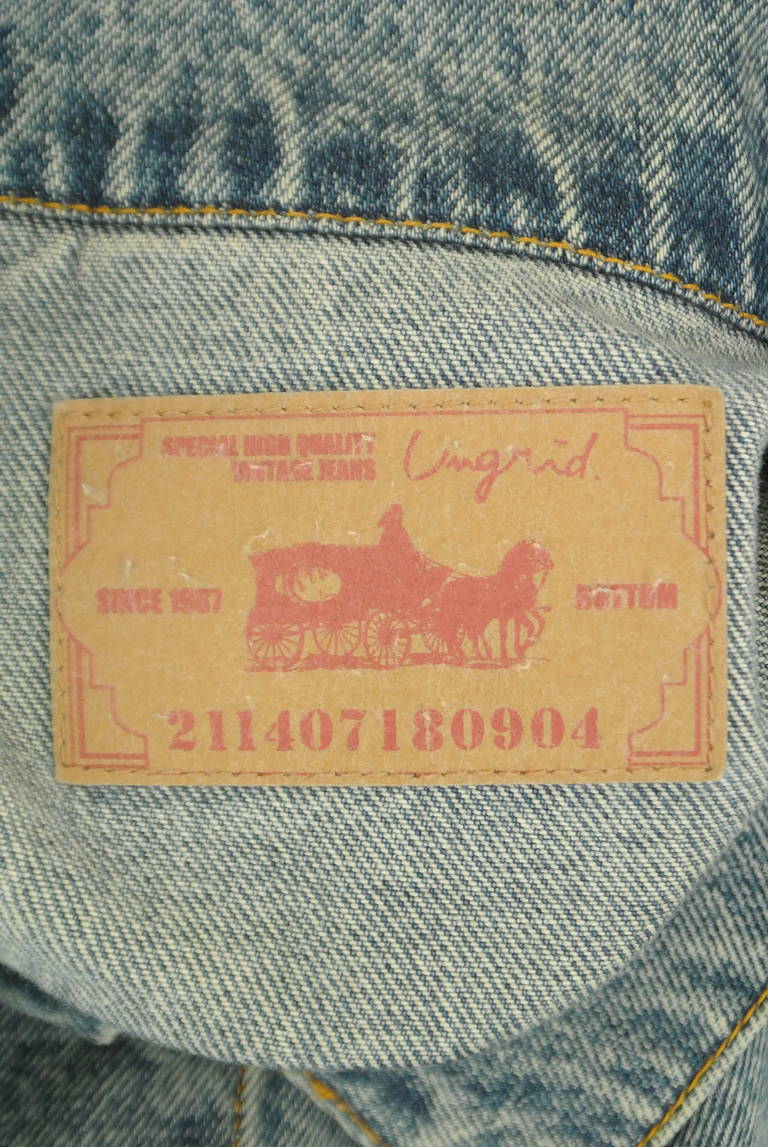 SPECIAL HIGH QUALITY
VINTAGE JEANS
Ungrid.
SINCE 1987
BOTTOM
211407180904